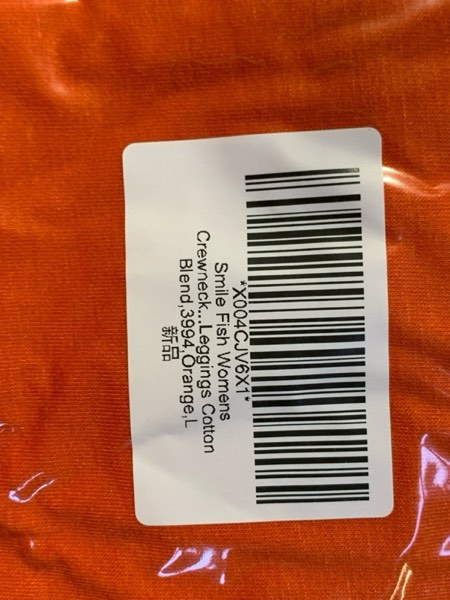 *X004CJV6X1*
Smile Fish Womens
Crewneck...Leggings Cotton
Blend,3994,Orange,L
新品